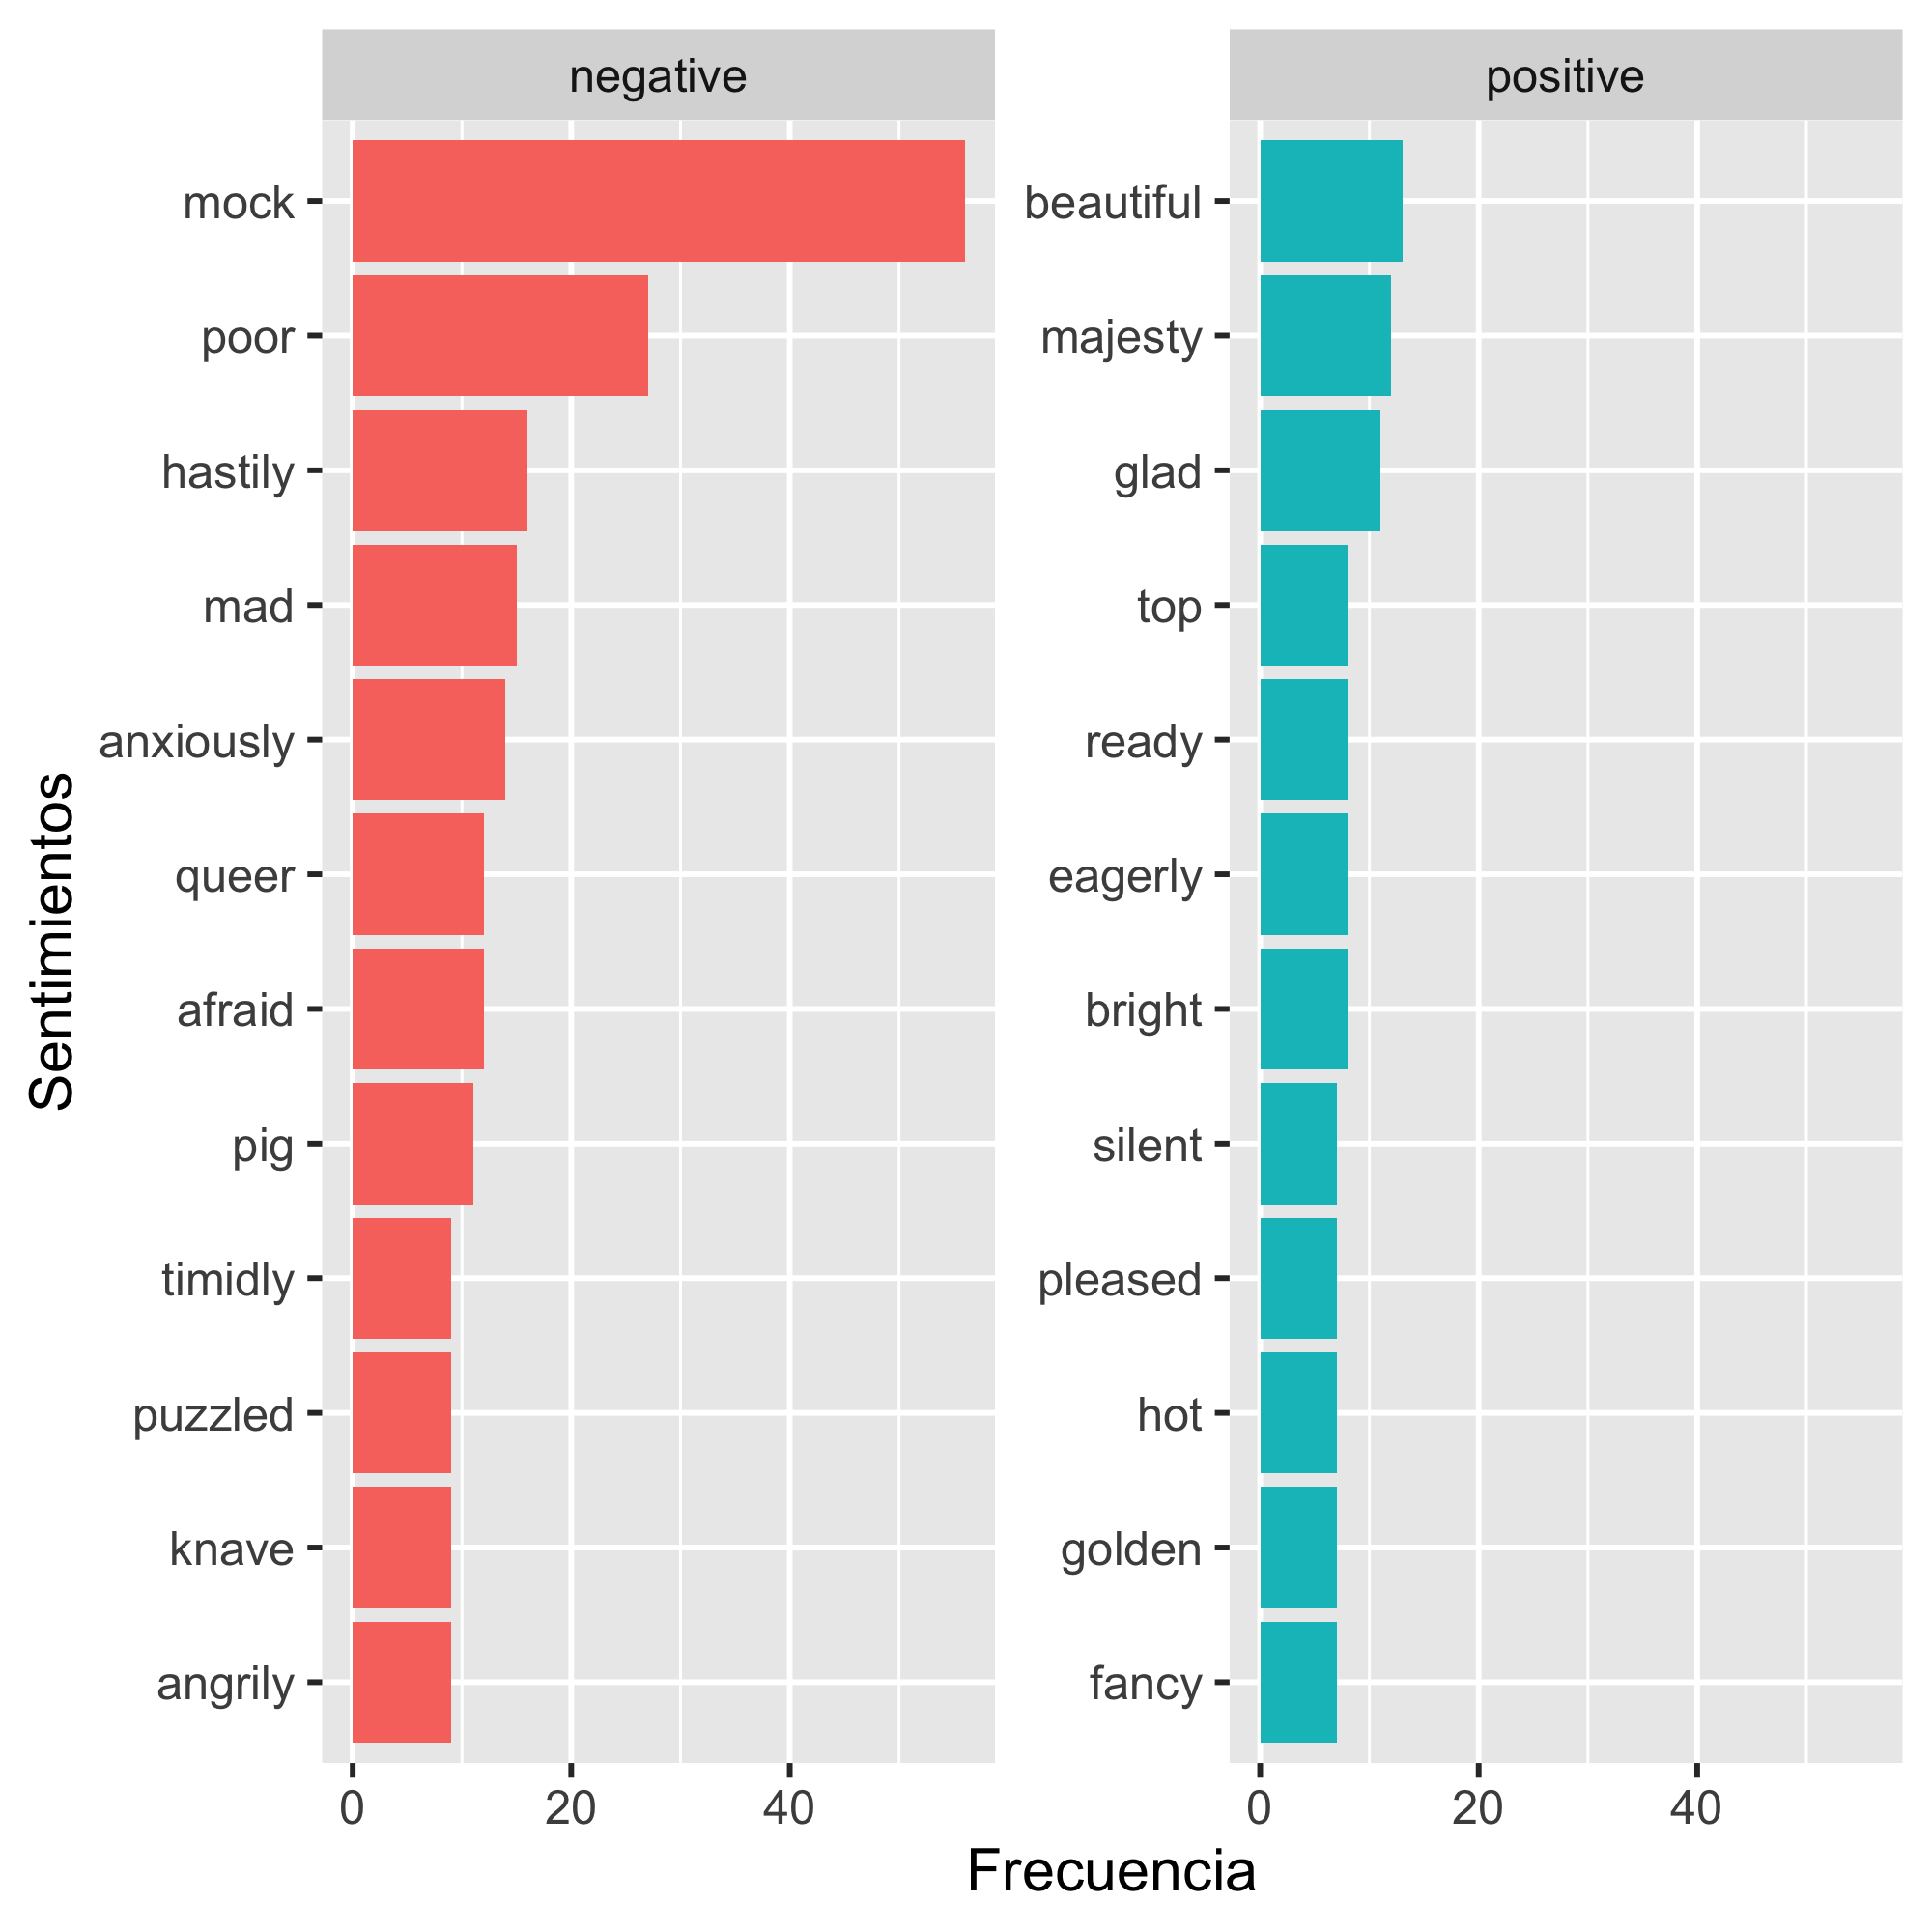 negative
mock
poor
hastily
mad
anxiously
queer
afraid
pig
timidly
puzzled
knave
angrily
0 20 40
positive
beautiful
majesty
glad
top
ready
eagerly
bright
silent
pleased
hot
golden
fancy
0 20 40
Sentimientos
Frecuencia